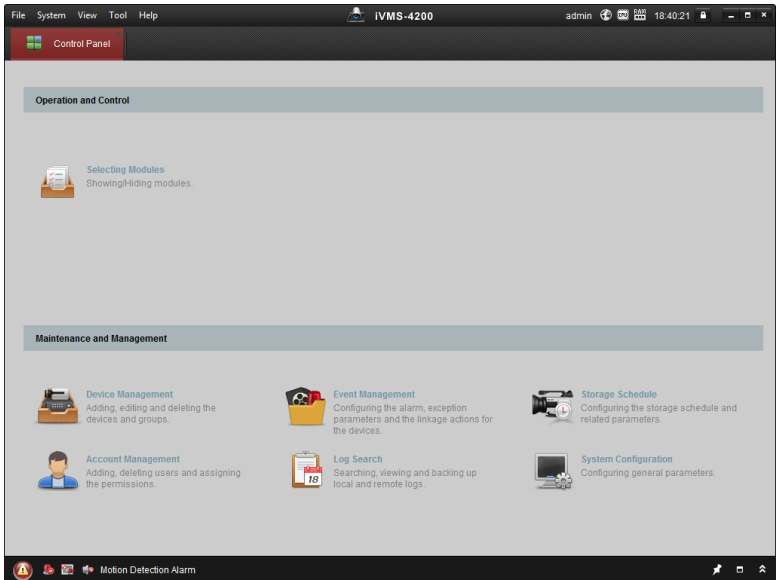 File System View Tool Help iVMS-4200 admin 18:40:21
Control Panel
Operation and Control
Selecting Modules
Showing/Hiding modules.
Maintenance and Management
Device Management
Adding, editing and deleting the
devices and groups.
Event Management
Configuring the alarm, exception
parameters and the linkage actions for
the devices.
Storage Schedule
Configuring the storage schedule and
related parameters.
Account Management
Adding, deleting users and assigning
the permissions.
Log Search
Searching, viewing and backing up
local and remote logs.
18
System Configuration
Configuring general parameters.
Motion Detection Alarm